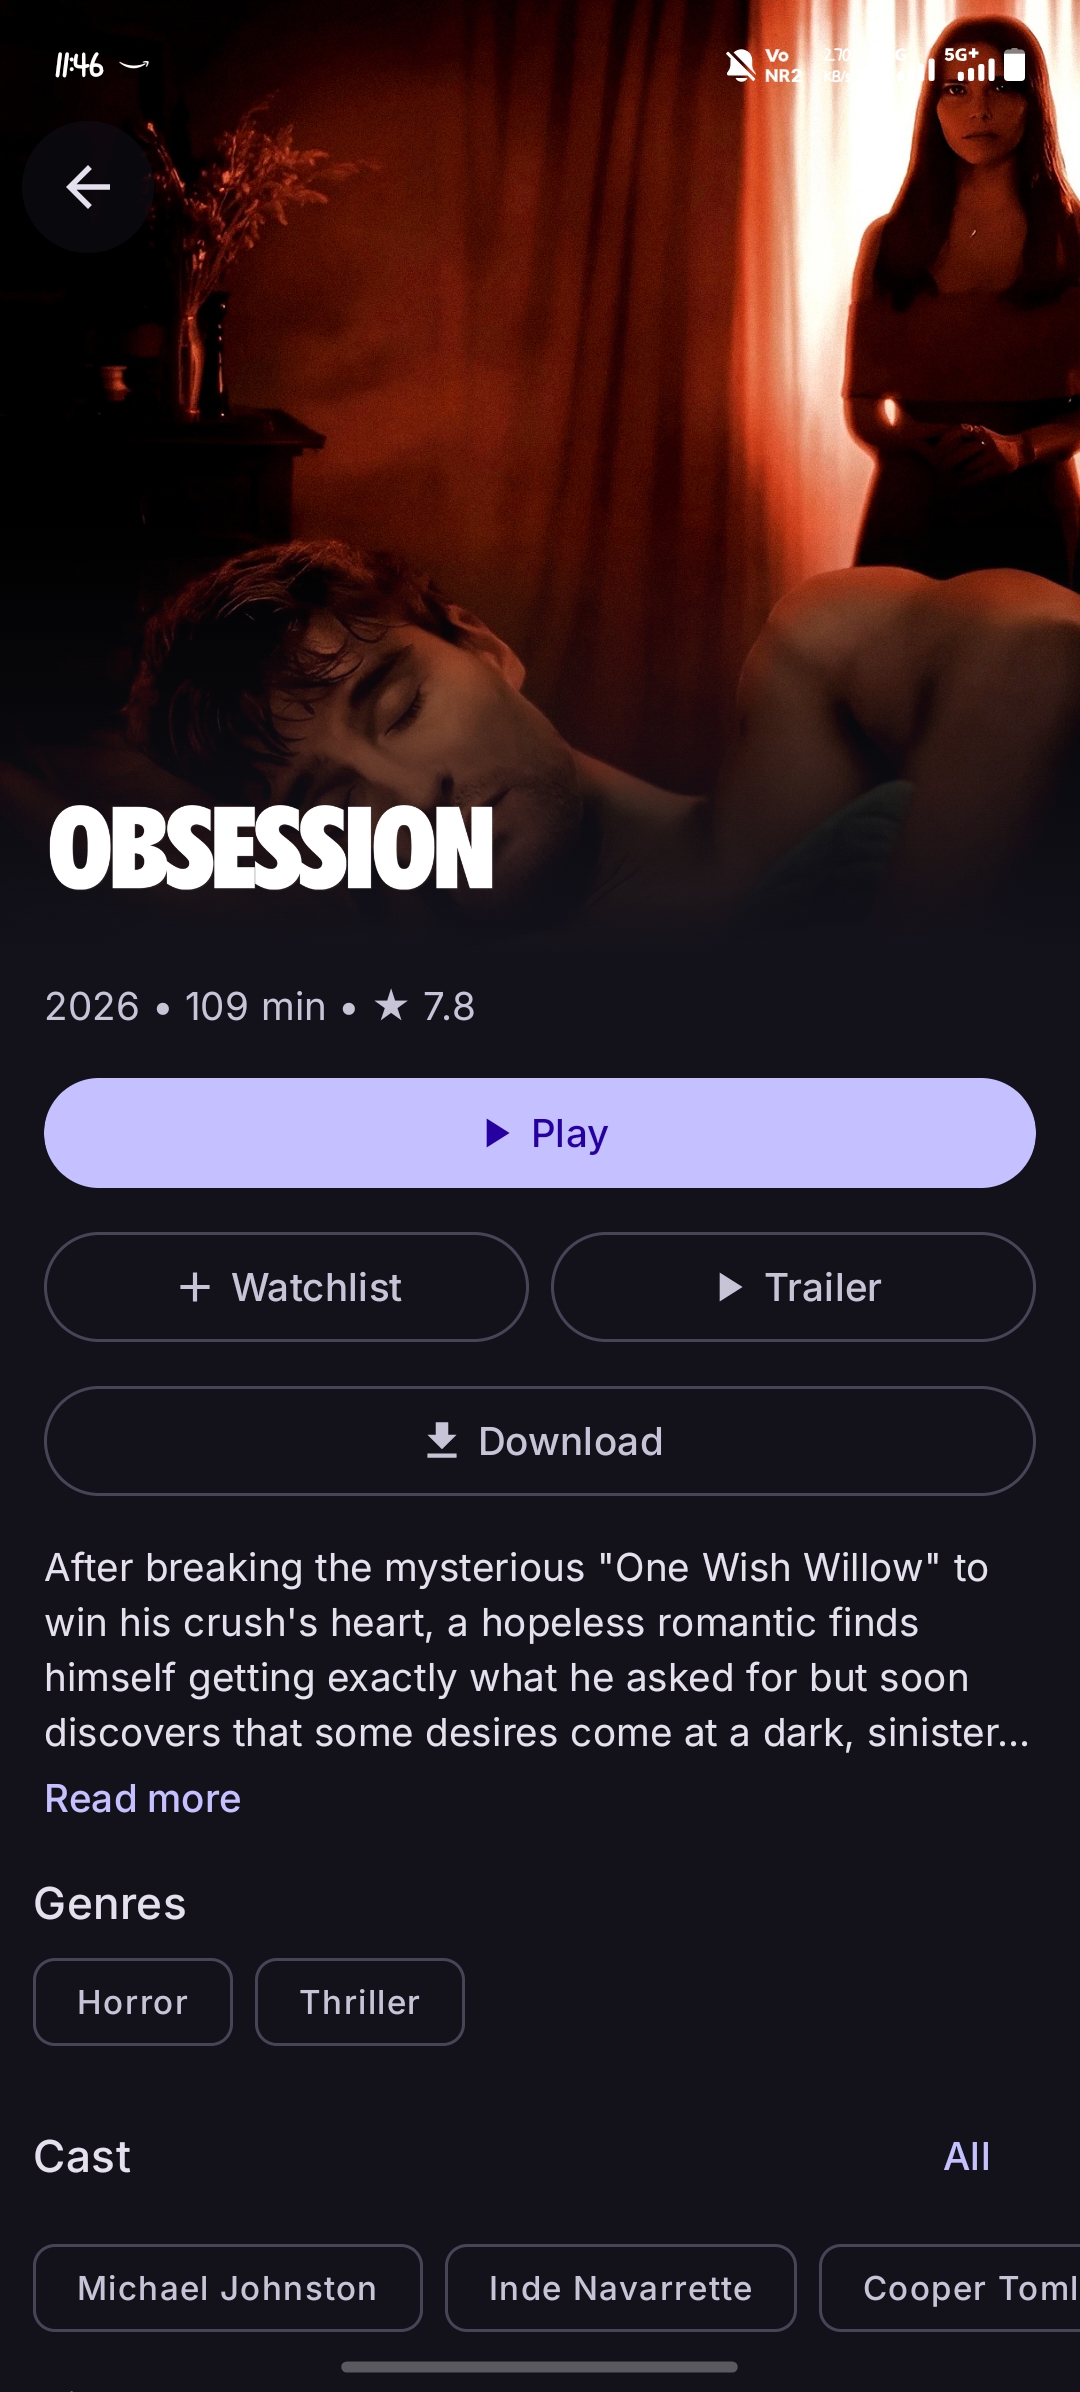 11:46
Vo
NR2
5G+
OBSESSION
2026 • 109 min • ★ 7.8
Play
Watchlist
Trailer
Download
After breaking the mysterious "One Wish Willow" to
win his crush's heart, a hopeless romantic finds
himself getting exactly what he asked for but soon
discovers that some desires come at a dark, sinister...
Read more
Genres
Horror
Thriller
Cast
All
Michael Johnston
Inde Navarrette
Cooper